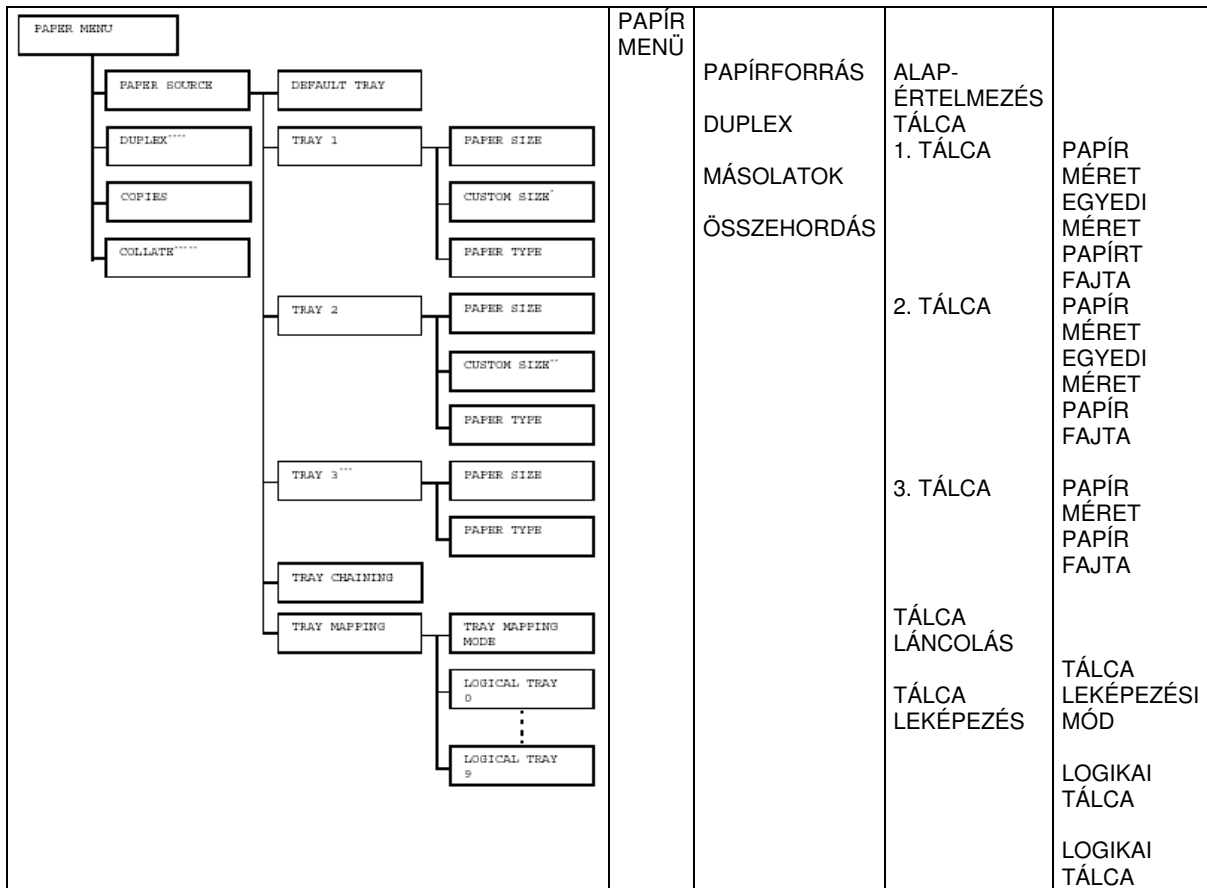 PAPER MENU
PAPER SOURCE
DUPLEX****
COPIES
COLLATE*****
DEFAULT TRAY
TRAY 1
PAPER SIZE
CUSTOM SIZE*
PAPER TYPE
TRAY 2
PAPER SIZE
CUSTOM SIZE**
PAPER TYPE
TRAY 3***
PAPER SIZE
PAPER TYPE
TRAY CHAINING
TRAY MAPPING
TRAY MAPPING
MODE
LOGICAL TRAY
0
LOGICAL TRAY
9
PAPÍR
MENÜ
PAPÍRFORRÁS
DUPLEX
MÁSOLATOK
ÖSSZEHORDÁS
ALAP-
ÉRTELMEZÉS
TÁLCA
1. TÁLCA
2. TÁLCA
3. TÁLCA
TÁLCA
LÁNCOLÁS
TÁLCA
LEKÉPEZÉS
PAPÍR
MÉRET
EGYEDI
MÉRET
PAPÍRT
FAJTA
PAPÍR
MÉRET
EGYEDI
MÉRET
PAPÍR
FAJTA
PAPÍR
MÉRET
PAPÍR
FAJTA
TÁLCA
LEKÉPEZÉSI
MÓD
LOGIKAI
TÁLCA
LOGIKAI
TÁLCA